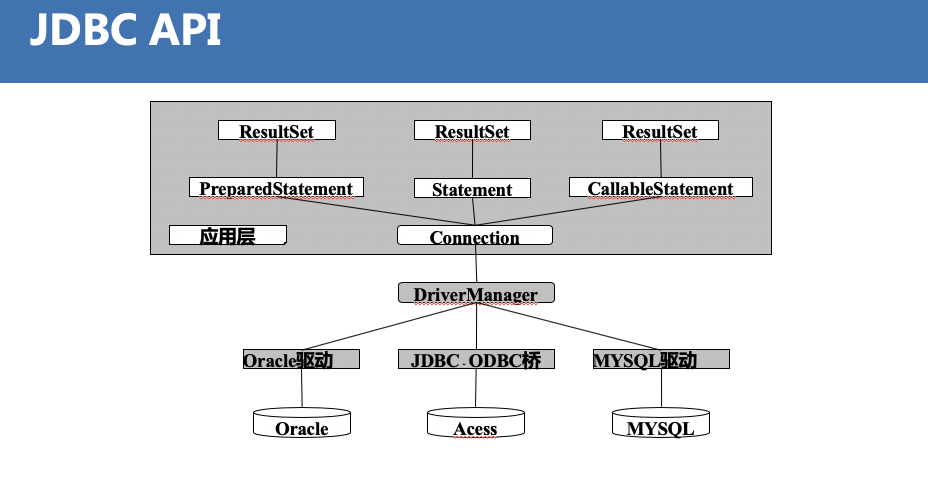 JDBC API
ResultSet
ResultSet
ResultSet
PreparedStatement
Statement
CallableStatement
应用层
Connection
DriverManager
Oracle驱动
JDBC - ODBC桥
MYSQL驱动
Oracle
Acess
MYSQL